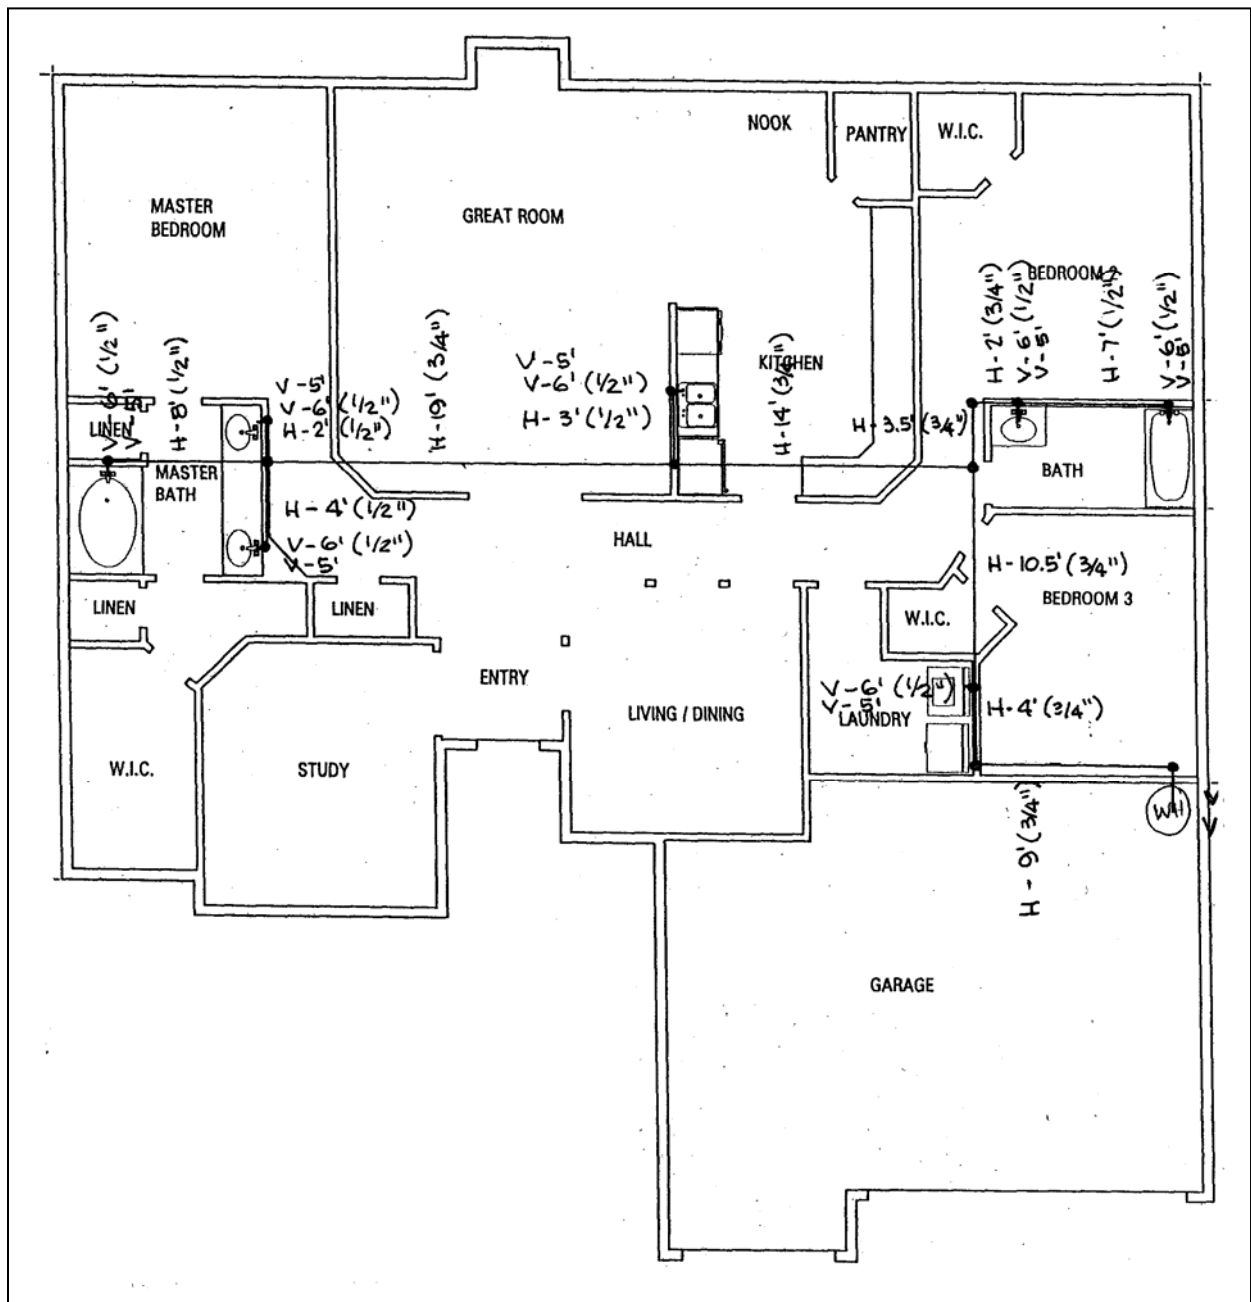 NOOK
PANTRY
W.I.C.
MASTER
BEDROOM
GREAT ROOM
BEDROOM 2
H-2' (3/4")
V-6' (1/2")
V-5'
H-7' (1/2")
V-6' (1/2")
V-5'
KITCHEN
H-14' (3/4")
H-3.5' (3/4")
V-5'
V-6' (1/2")
H-3' (1/2")
H-19' (3/4")
V-6' (1/2")
V-5'
H-8' (1/2")
V-5'
V-6' (1/2")
H-2' (1/2")
LINEN
MASTER
BATH
BATH
H-4' (1/2")
V-6' (1/2")
V-5'
HALL
H-10.5' (3/4")
BEDROOM 3
LINEN
LINEN
W.I.C.
ENTRY
LIVING / DINING
V-6' (1/2")
V-5'
LAUNDRY
H-4' (3/4")
W.I.C.
STUDY
WH
H-9' (3/4")
GARAGE